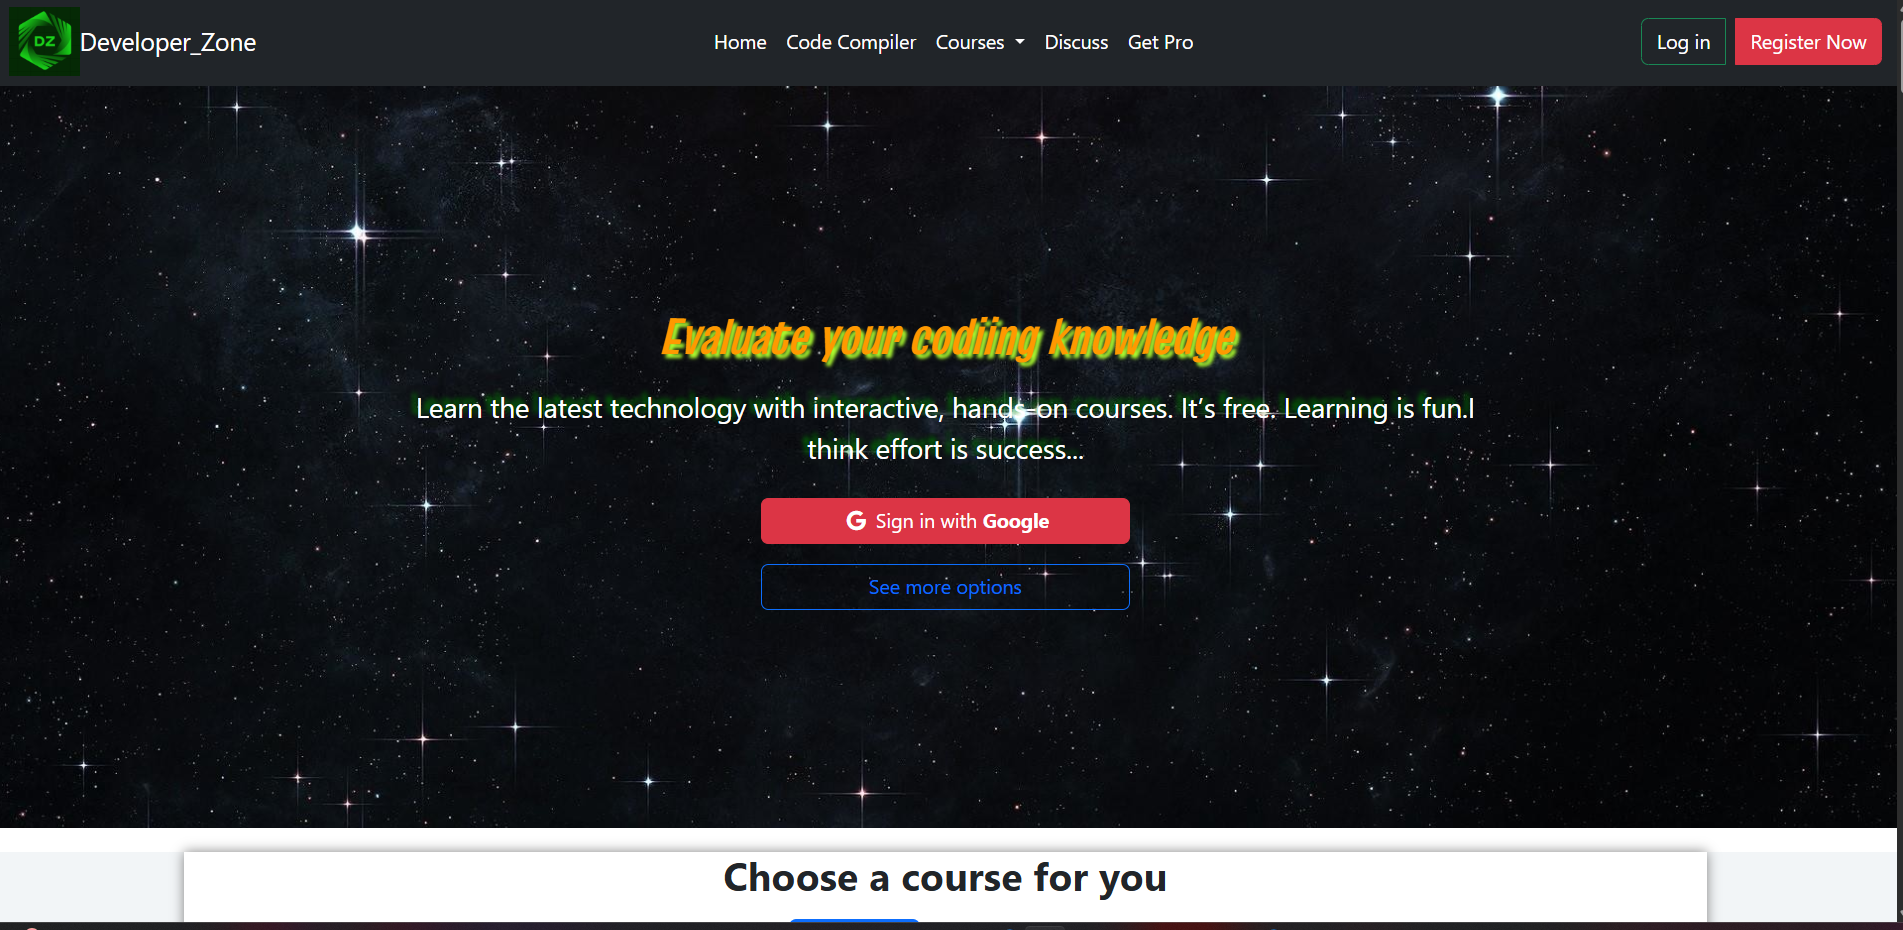 DZ
Developer_Zone
Home
Code Compiler
Courses
Discuss
Get Pro
Log in
Register Now
Evaluate your codiing knowledge
Learn the latest technology with interactive, hands-on courses. It’s free. Learning is fun.I
think effort is success...
G Sign in with Google
See more options
Choose a course for you